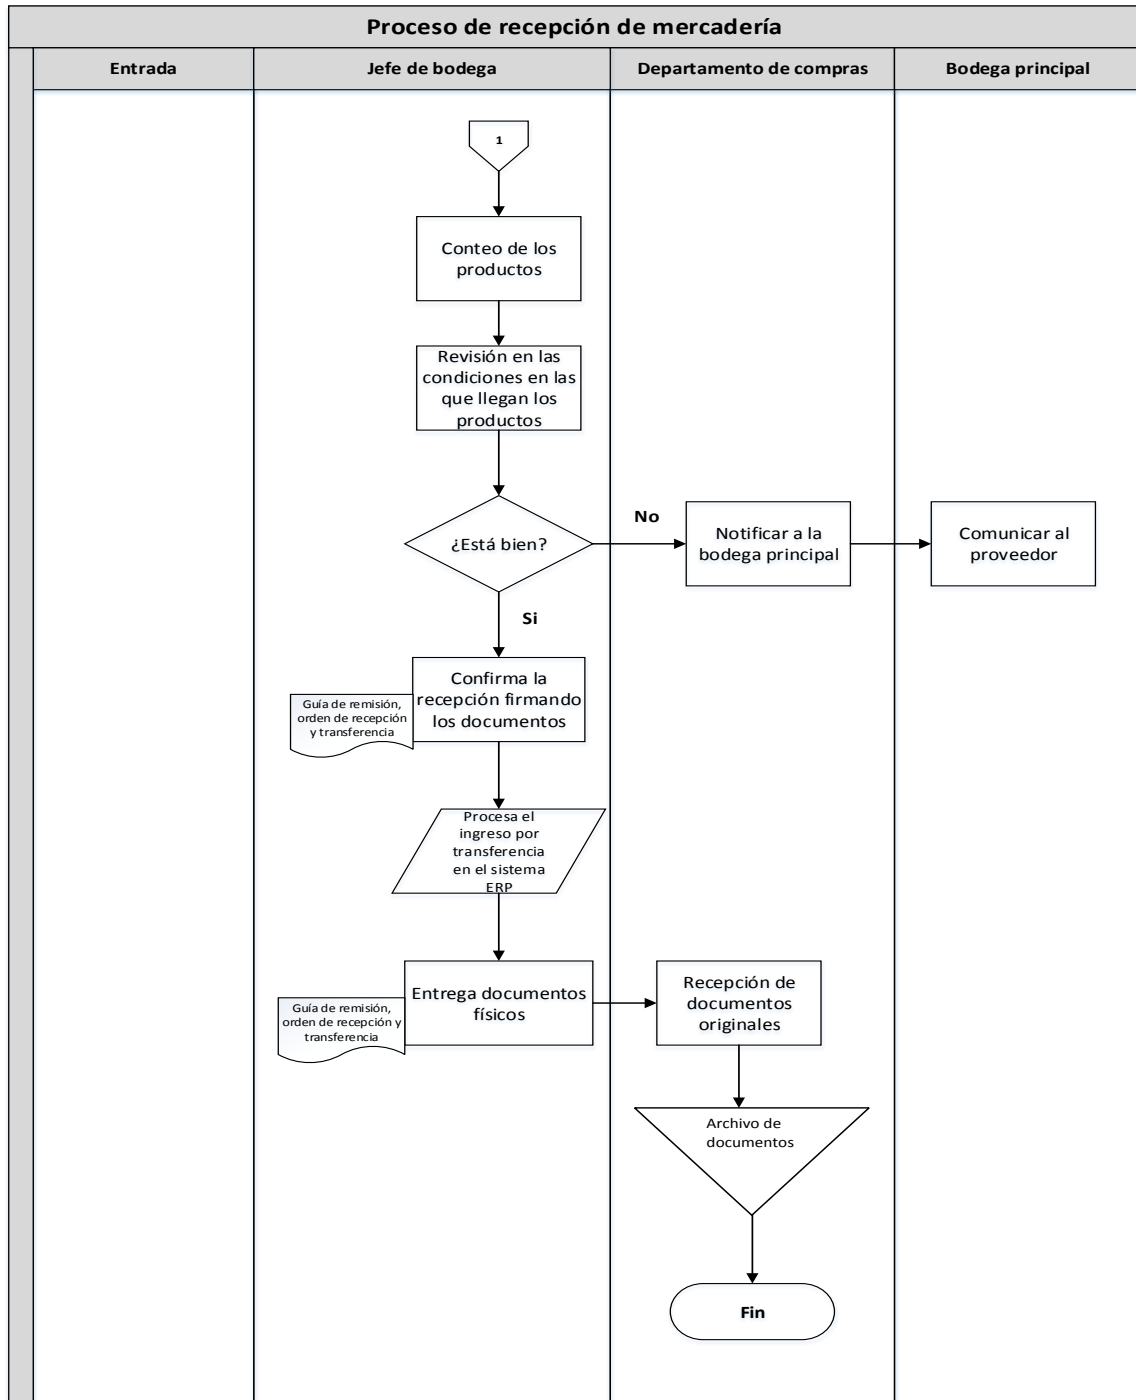 Proceso de recepción de mercadería
Entrada
Jefe de bodega
Departamento de compras
Bodega principal
1
Conteo de los
productos
Revisión en las
condiciones en las
que llegan los
productos
¿Está bien?
No
Notificar a la
bodega principal
Comunicar al
proveedor
Si
Confirma la
recepción firmando
los documentos
Guía de remisión,
orden de recepción
y transferencia
Procesa el
ingreso por
transferencia
en el sistema
ERP
Entrega documentos
físicos
Guía de remisión,
orden de recepción y
transferencia
Recepción de
documentos
originales
Archivo de
documentos
Fin